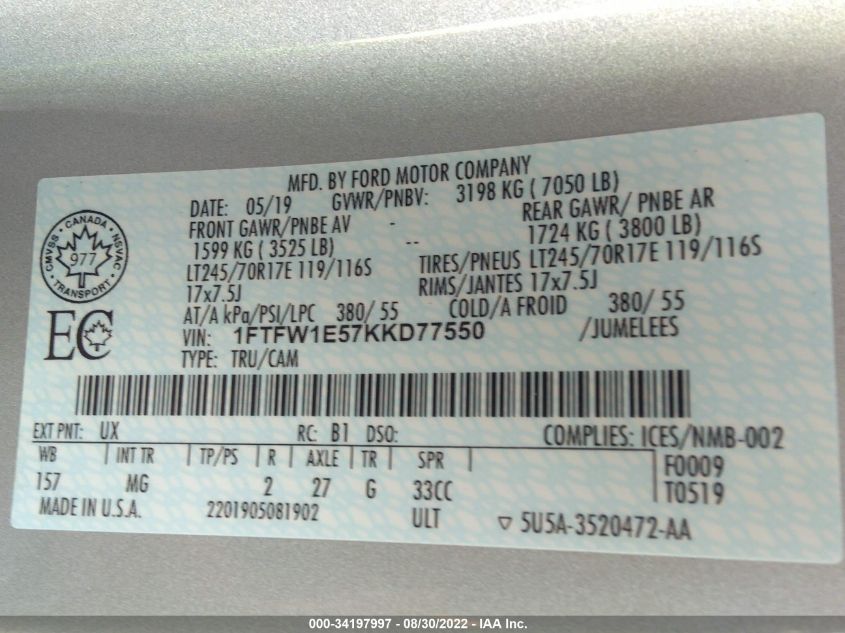 MFD. BY FORD MOTOR COMPANY
DATE: 05/19 GVWR/PNBV: 3198 KG ( 7050 LB)
FRONT GAWR/PNBE AV - REAR GAWR/ PNBE AR
1599 KG ( 3525 LB) -- 1724 KG ( 3800 LB)
LT245/70R17E 119/116S TIRES/PNEUS LT245/70R17E 119/116S
17x7.5J RIMS/JANTES 17x7.5J
AT/A kPa/PSI/LPC 380/ 55 COLD/A FROID 380/ 55
VIN: 1FTFW1E57KKD77550 /JUMELEES
TYPE: TRU/CAM
CANADA
CMVSS • NSVAC
977
TRANSPORT
EC
EXT PNT: UX RC: B1 DSO: COMPLIES: ICES/NMB-002
WB | INT TR | TP/PS | R | AXLE | TR | SPR | F0009
157 MG 2 27 G 33CC T0519
MADE IN U.S.A. 2201905081902 ULT ▽ 5U5A-3520472-AA
000-34197997 - 08/30/2022 - IAA Inc.